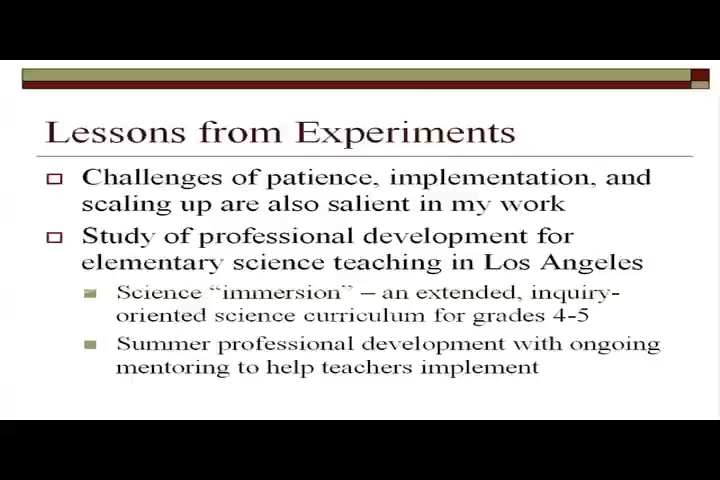 Lessons from Experiments
Challenges of patience, implementation, and
scaling up are also salient in my work
Study of professional development for
elementary science teaching in Los Angeles
Science “immersion” – an extended, inquiry-
oriented science curriculum for grades 4-5
Summer professional development with ongoing
mentoring to help teachers implement